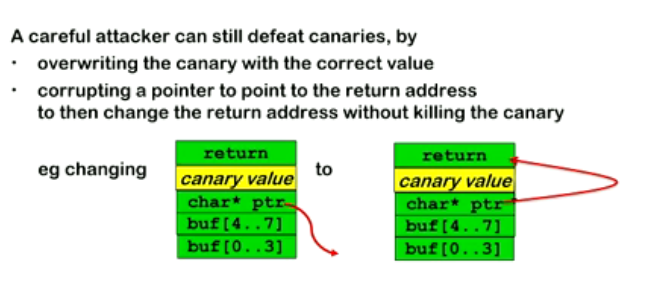 A careful attacker can still defeat canaries, by
· overwriting the canary with the correct value
· corrupting a pointer to point to the return address
to then change the return address without killing the canary
eg changing
return
canary value
char* ptr
buf[4..7]
buf[0..3]
to
return
canary value
char* ptr
buf[4..7]
buf[0..3]